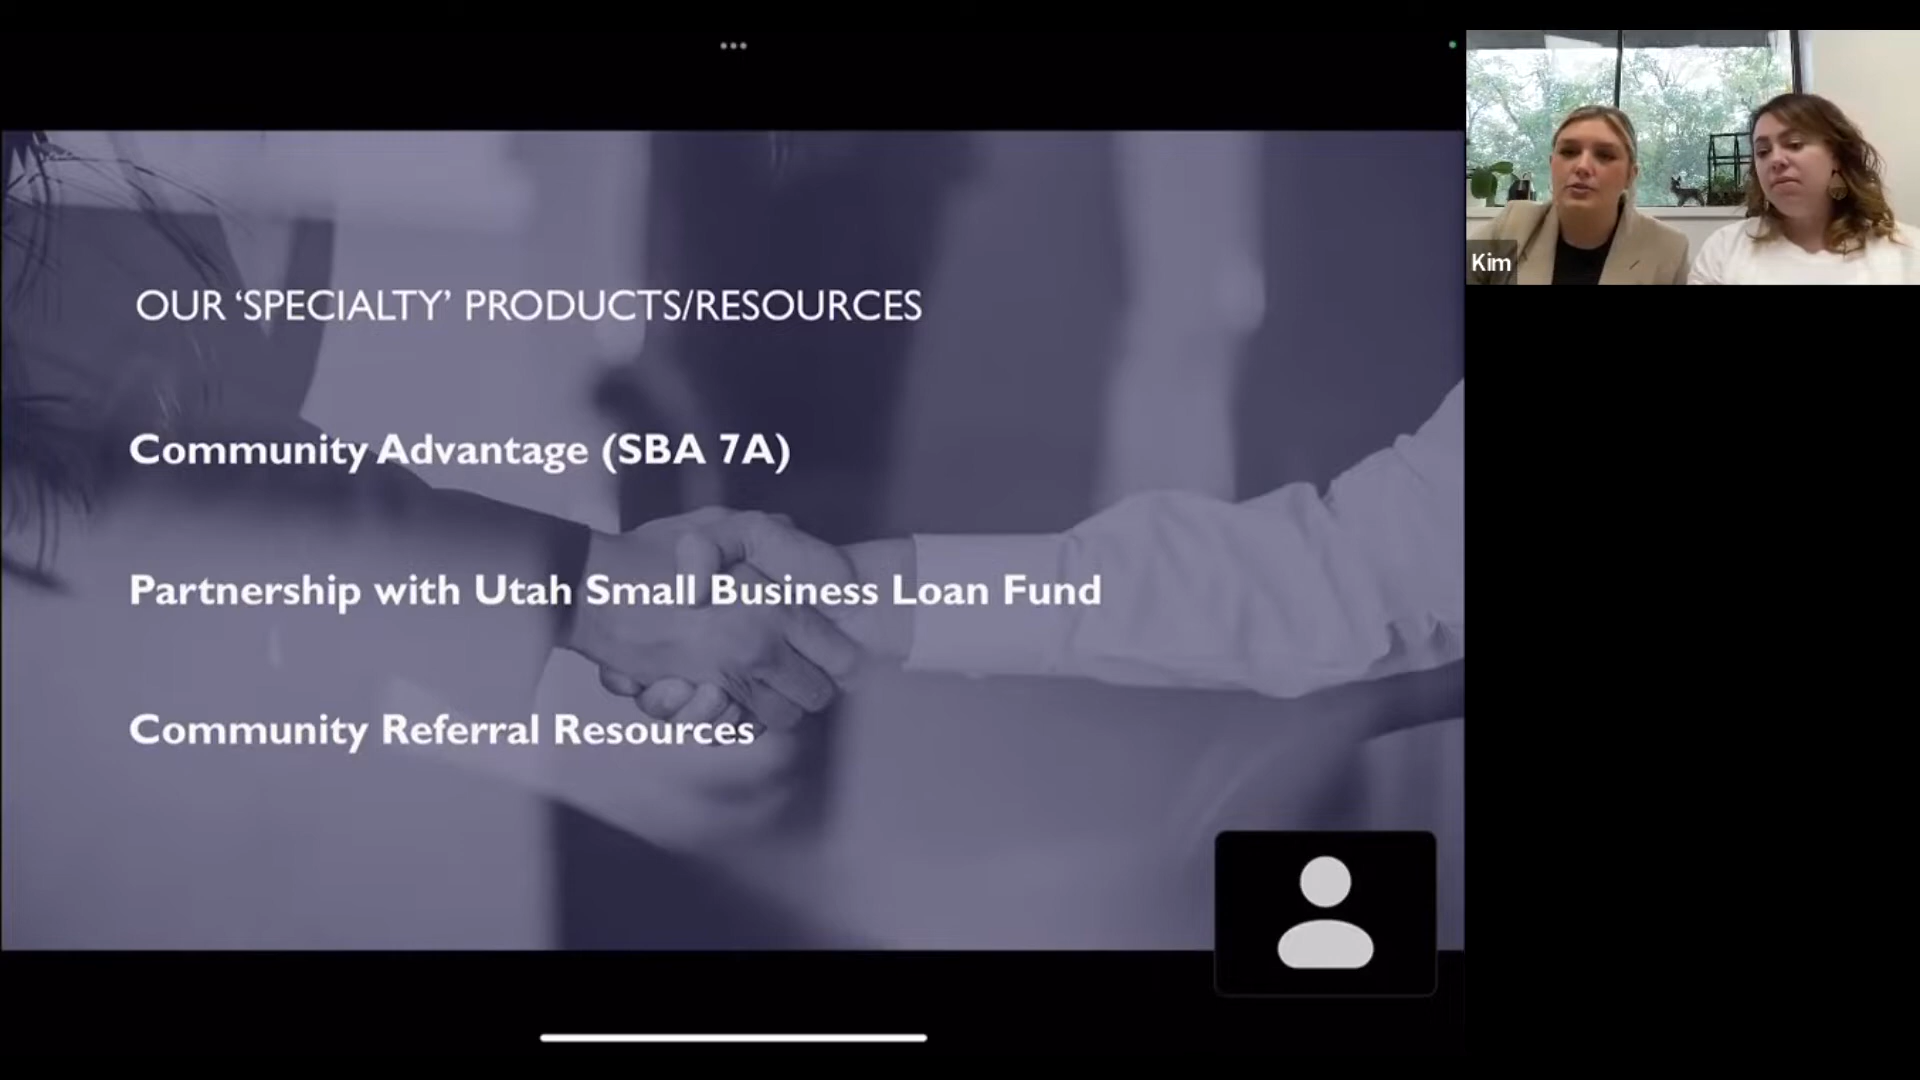 OUR ‘SPECIALTY’ PRODUCTS/RESOURCES
Community Advantage (SBA 7A)
Partnership with Utah Small Business Loan Fund
Community Referral Resources
Kim